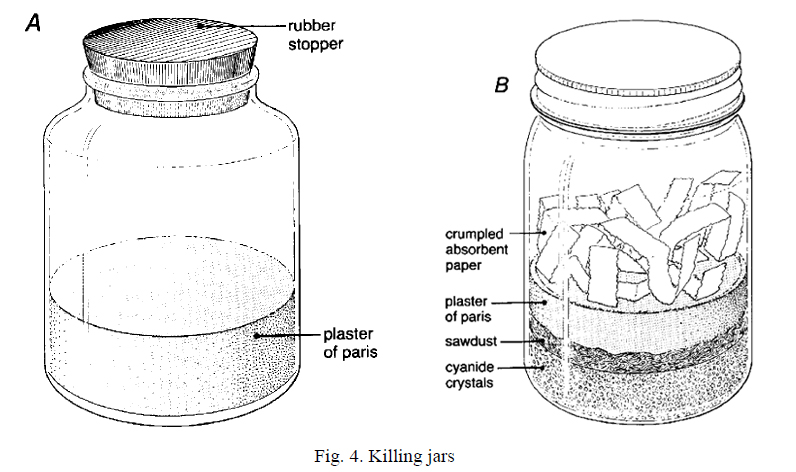 A
rubber
stopper
plaster
of paris
B
crumpled
absorbent
paper
plaster
of paris
sawdust
cyanide
crystals
Fig. 4. Killing jars